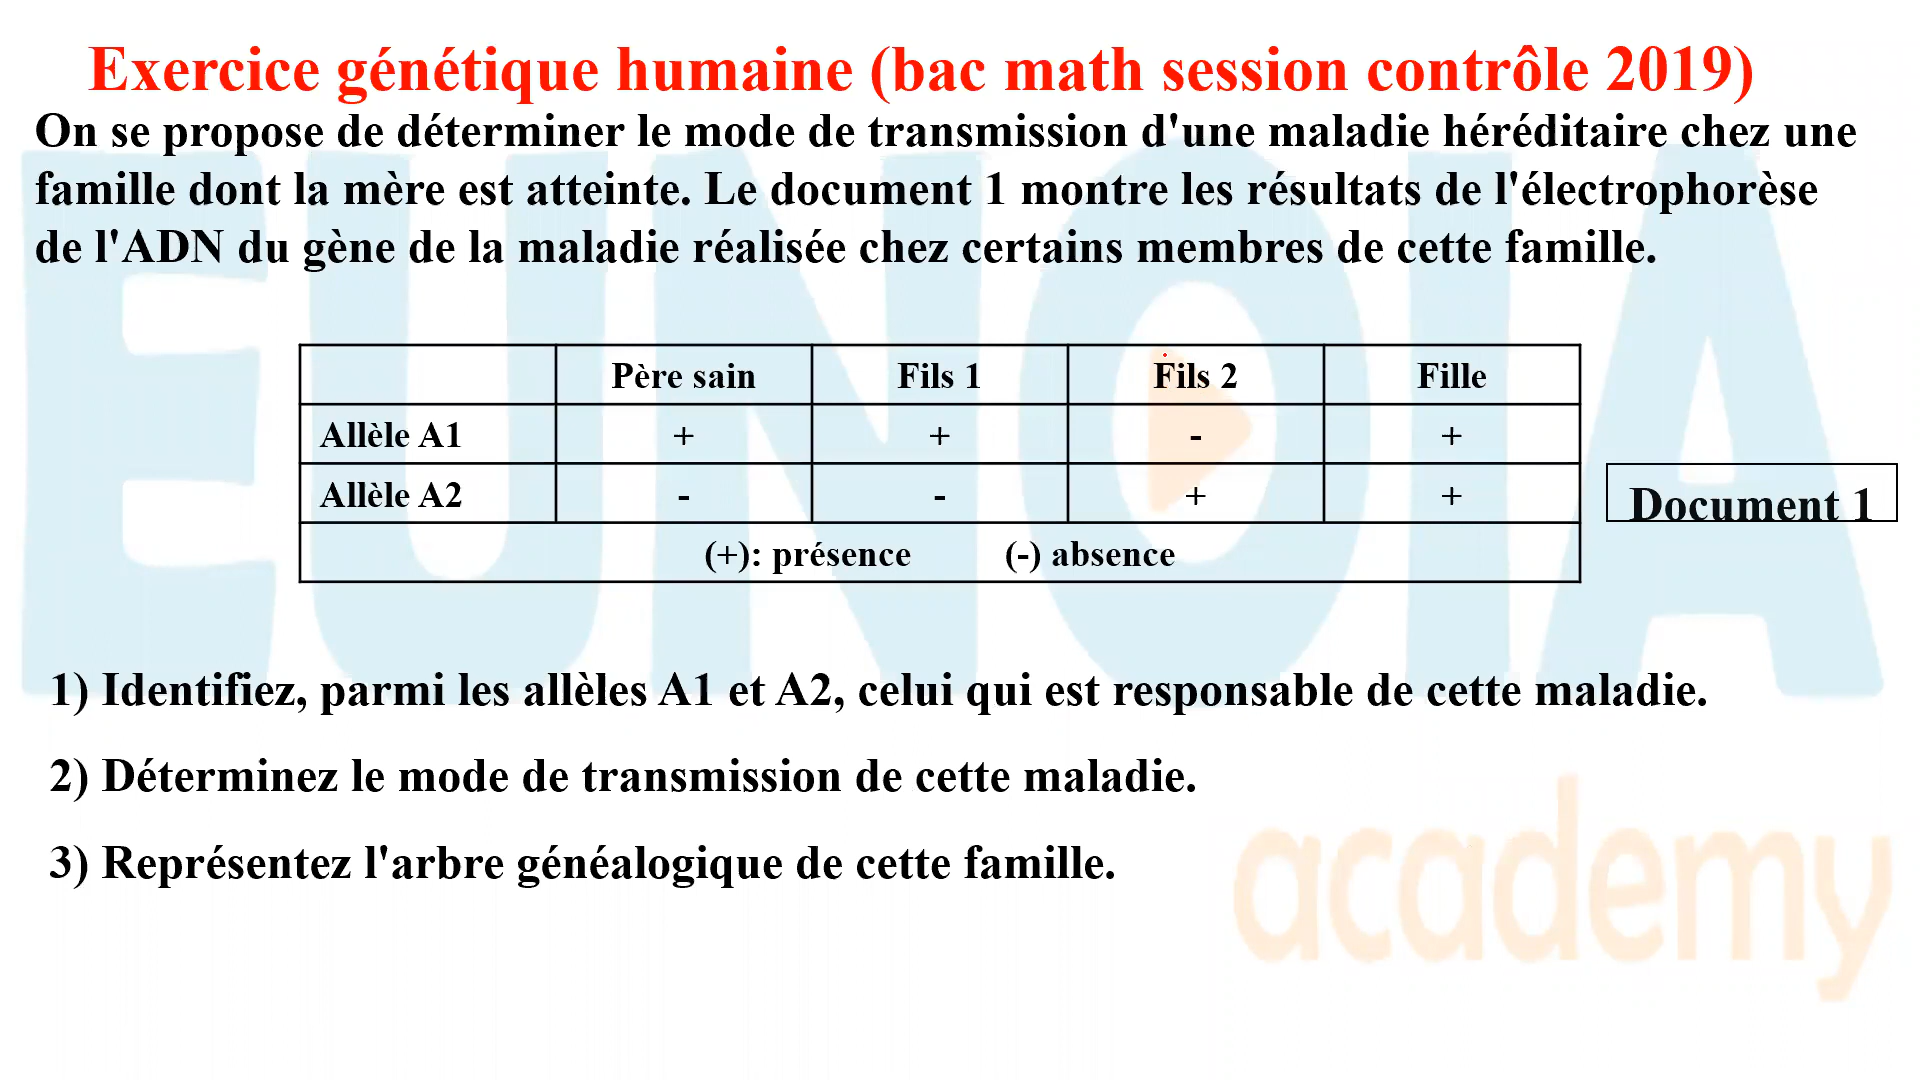 Exercice génétique humaine (bac math session contrôle 2019)
On se propose de déterminer le mode de transmission d'une maladie héréditaire chez une
famille dont la mère est atteinte. Le document 1 montre les résultats de l'électrophorèse
de l'ADN du gène de la maladie réalisée chez certains membres de cette famille.
Père sain Fils 1 Fils 2 Fille
Allèle A1 + + - +
Allèle A2 - - + +
(+): présence (-) absence
Document 1
1) Identifiez, parmi les allèles A1 et A2, celui qui est responsable de cette maladie.
2) Déterminez le mode de transmission de cette maladie.
3) Représentez l'arbre généalogique de cette famille.
EUNOIA
academy